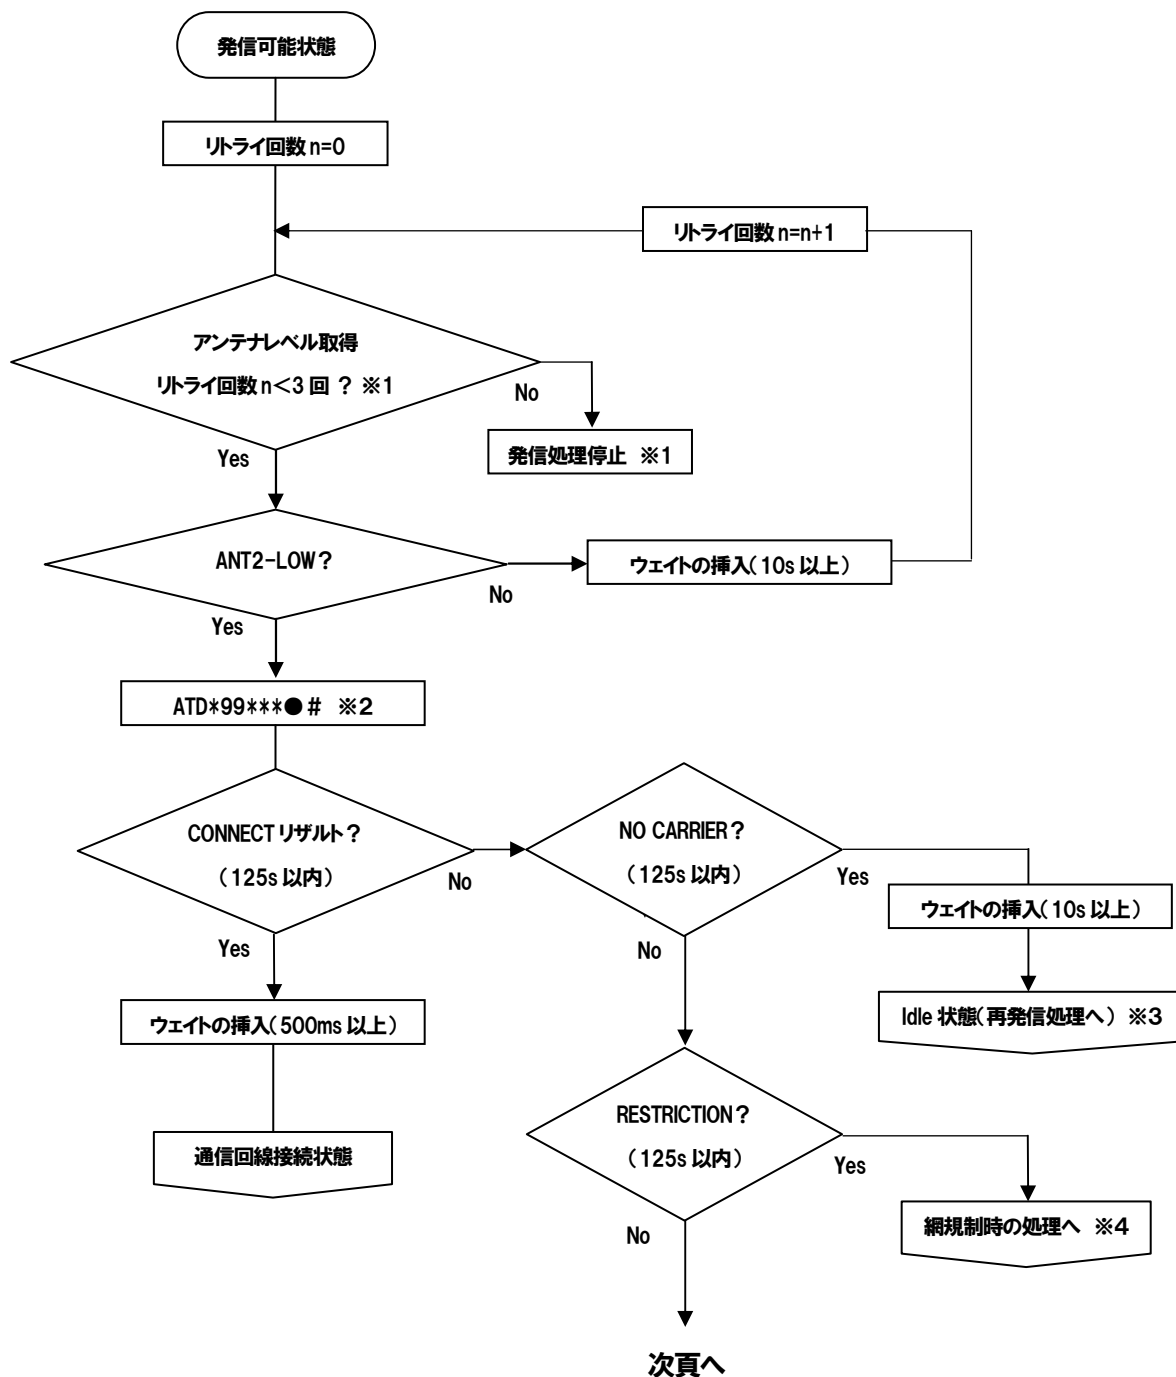 発信可能状態
リトライ回数 n=0
リトライ回数 n=n+1
アンテナレベル取得
リトライ回数 n<3 回 ? ※1
No
発信処理停止 ※1
Yes
ANT2-LOW?
ウェイトの挿入(10s 以上)
No
Yes
ATD*99***●# ※2
CONNECT リザルト?
(125s 以内)
No
Yes
NO CARRIER?
(125s 以内)
Yes
No
ウェイトの挿入(10s 以上)
Idle 状態(再発信処理へ) ※3
ウェイトの挿入(500ms 以上)
通信回線接続状態
RESTRICTION?
(125s 以内)
Yes
No
網規制時の処理へ ※4
次頁へ